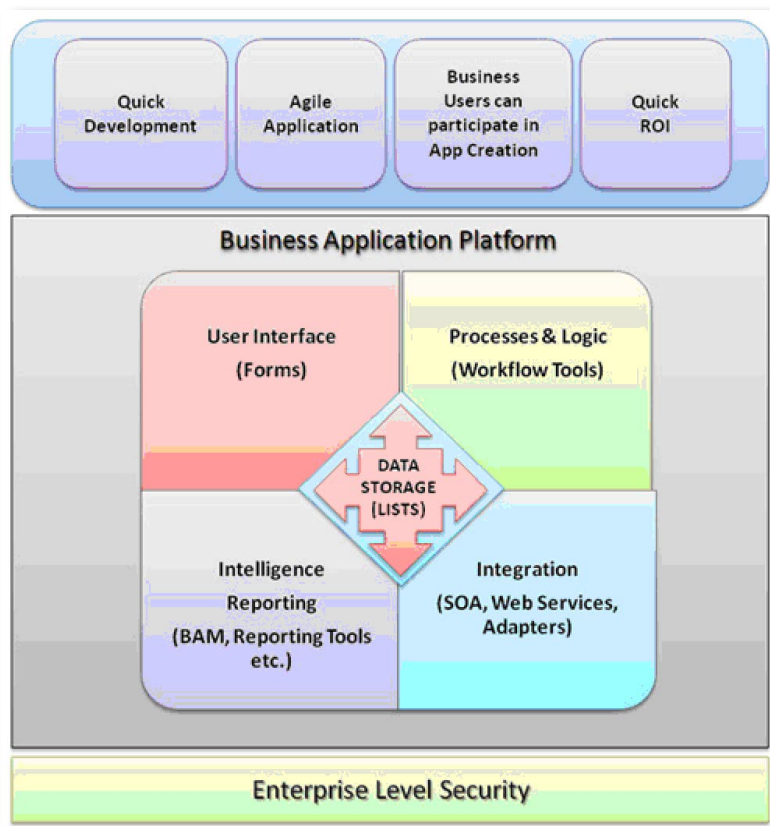 Quick
Development
Agile
Application
Business
Users can
participate in
App Creation
Quick
ROI
Business Application Platform
User Interface
(Forms)
Processes & Logic
(Workflow Tools)
DATA
STORAGE
(LISTS)
Intelligence
Reporting
(BAM, Reporting Tools
etc.)
Integration
(SOA, Web Services,
Adapters)
Enterprise Level Security